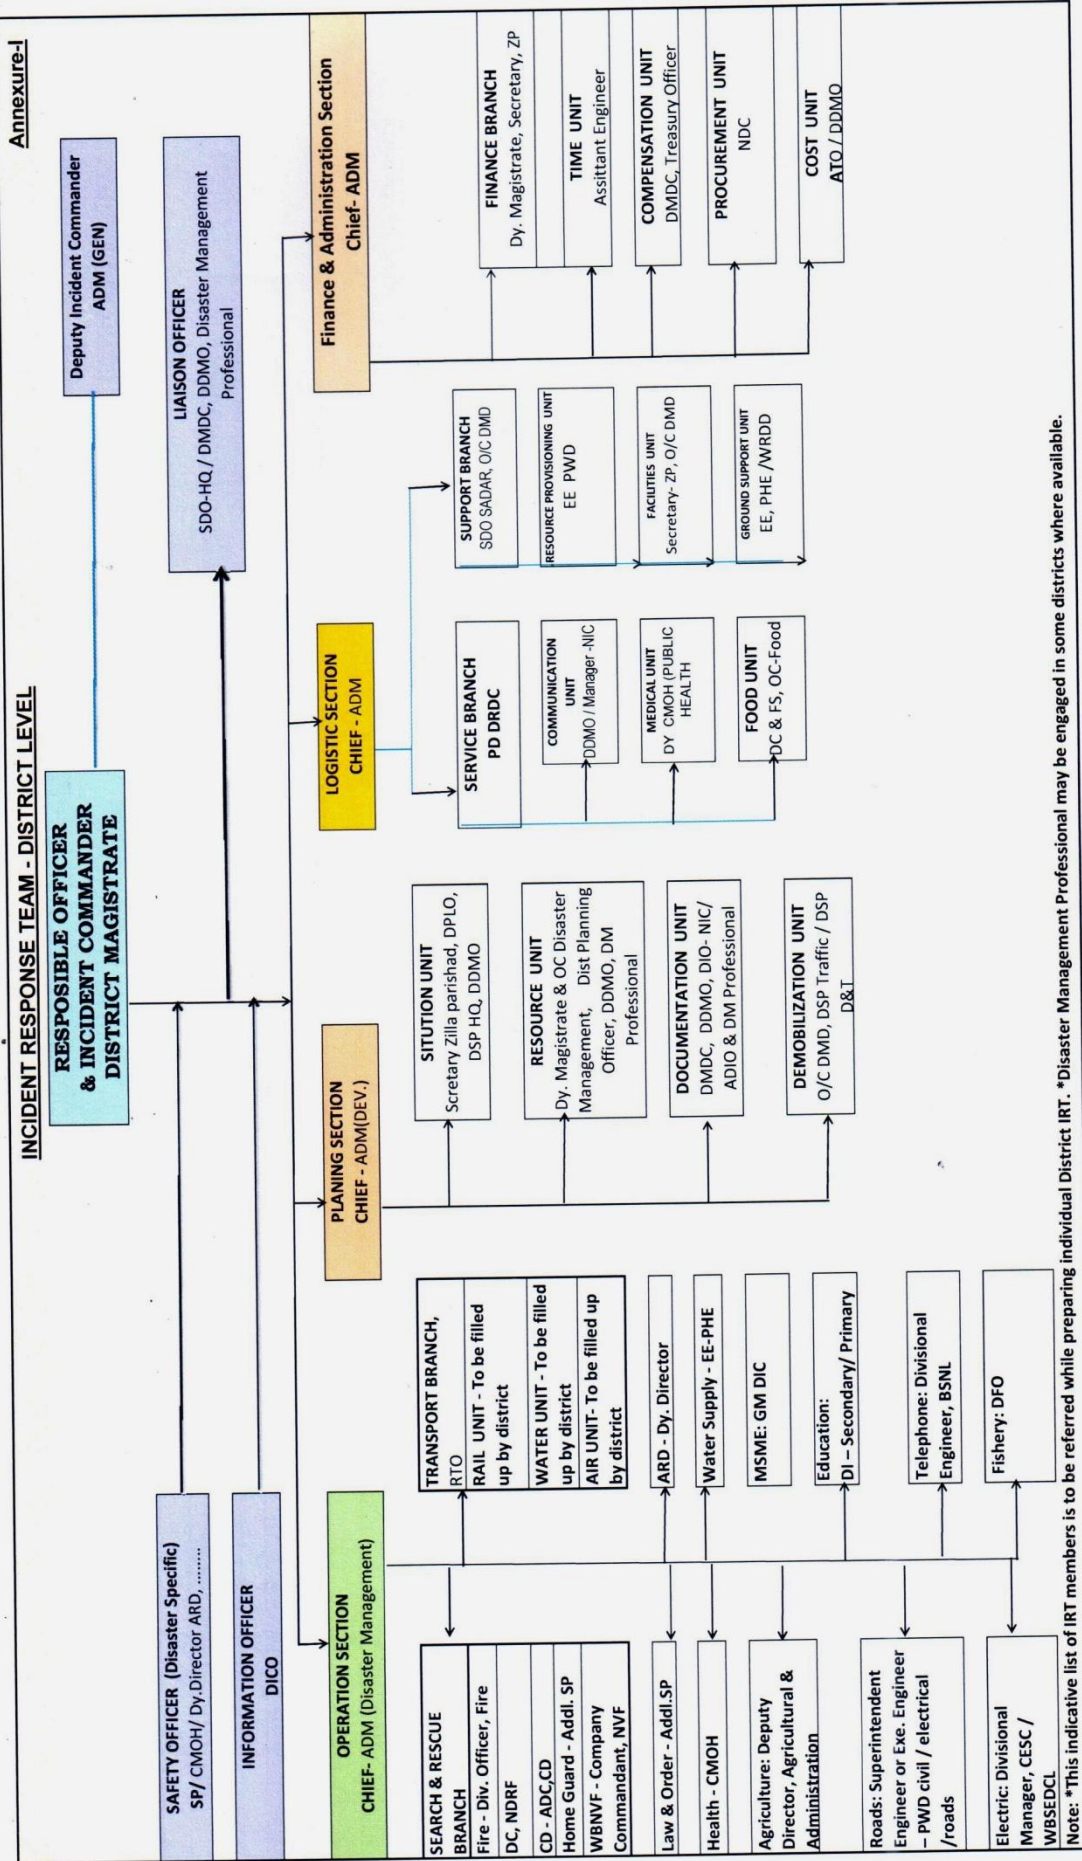 Annexure-I
INCIDENT RESPONSE TEAM - DISTRICT LEVEL
RESPOSIBLE OFFICER
& INCIDENT COMMANDER
DISTRICT MAGISTRATE
Deputy Incident Commander
ADM (GEN)
SAFETY OFFICER (Disaster Specific)
SP/ CMOH/ Dy.Director ARD, .......
LIAISON OFFICER
SDO-HQ / DMDC, DDMO, Disaster Management
Professional
INFORMATION OFFICER
DICO
OPERATION SECTION
CHIEF- ADM (Disaster Management)
PLANING SECTION
CHIEF - ADM(DEV.)
LOGISTIC SECTION
CHIEF - ADM
Finance & Administration Section
Chief- ADM
SEARCH & RESCUE
BRANCH
Fire - Div. Officer, Fire
DC, NDRF
CD - ADC,CD
Home Guard - Addl. SP
WBNVF - Company
Commandant, NVF
Law & Order - Addl.SP
Health - CMOH
Agriculture: Deputy
Director, Agricultural &
Administration
Roads: Superintendent
Engineer or Exe. Engineer
– PWD civil / electrical
/roads
Electric: Divisional
Manager, CESC /
WBSEDCL
TRANSPORT BRANCH,
RTO
RAIL UNIT - To be filled
up by district
WATER UNIT - To be filled
up by district
AIR UNIT- To be filled up
by district
ARD - Dy. Director
Water Supply - EE-PHE
MSME: GM DIC
Education:
DI – Secondary/ Primary
Telephone: Divisional
Engineer, BSNL
Fishery: DFO
SITUTION UNIT
Scretary Zilla parishad, DPLO,
DSP HQ, DDMO
RESOURCE UNIT
Dy. Magistrate & OC Disaster
Management, Dist Planning
Officer, DDMO, DM
Professional
DOCUMENTATION UNIT
DMDC, DDMO, DIO- NIC/
ADIO & DM Professional
DEMOBILIZATION UNIT
O/C DMD, DSP Traffic / DSP
D&T
SERVICE BRANCH
PD DRDC
COMMUNICATION
UNIT
DDMO / Manager -NIC
MEDICAL UNIT
DY CMOH (PUBLIC
HEALTH
FOOD UNIT
DC & FS, OC-Food
SUPPORT BRANCH
SDO SADAR, O/C DMD
RESOURCE PROVISIONING UNIT
EE PWD
FACILITIES UNIT
Secretary- ZP, O/C DMD
GROUND SUPPORT UNIT
EE, PHE /WRDD
FINANCE BRANCH
Dy. Magistrate, Secretary, ZP
TIME UNIT
Assittant Engineer
COMPENSATION UNIT
DMDC, Treasury Officer
PROCUREMENT UNIT
NDC
COST UNIT
ATO / DDMO
Note: *This indicative list of IRT members is to be referred while preparing individual District IRT. *Disaster Management Professional may be engaged in some districts where available.